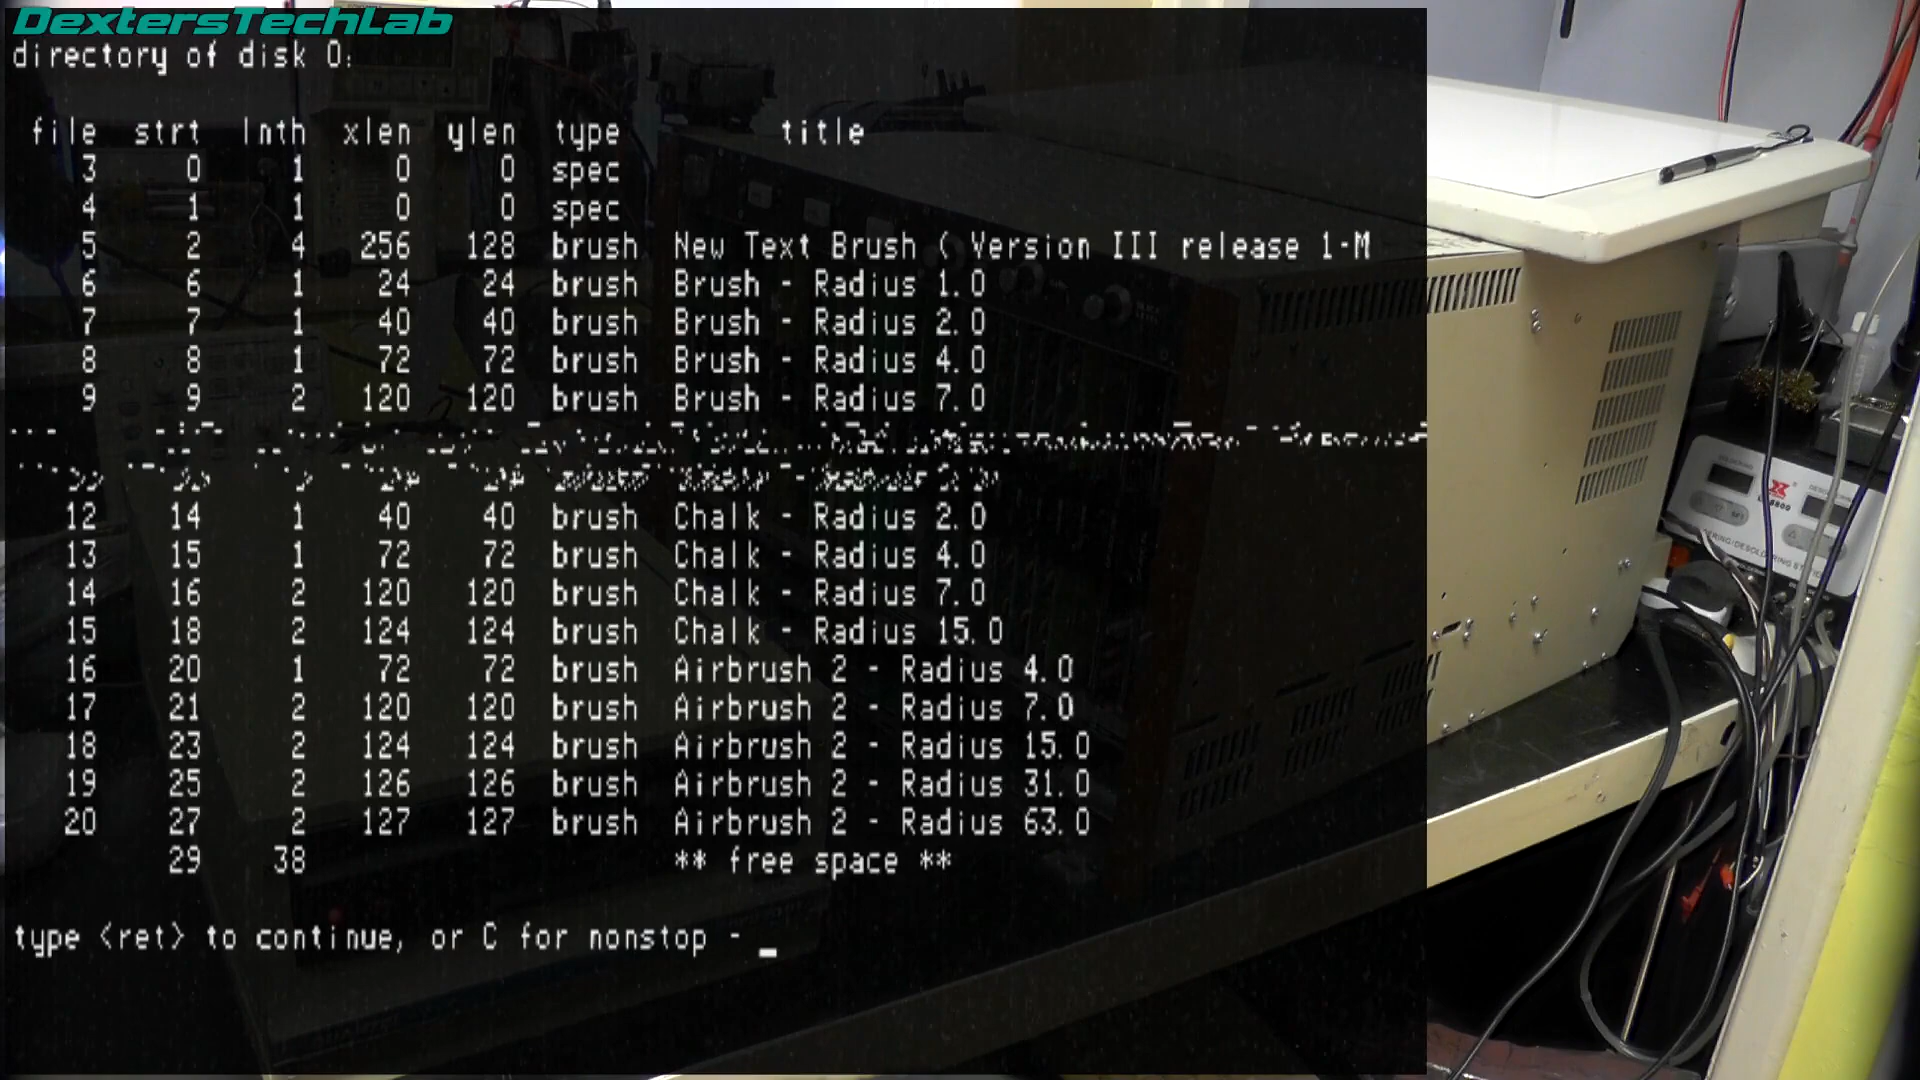 DextersTechLab
directory of disk 0:
file strt lnth xlen ylen type title
3 0 1 0 0 spec
4 1 1 0 0 spec
5 2 4 256 128 brush New Text Brush ( Version III release 1-M
6 6 1 24 24 brush Brush - Radius 1.0
7 7 1 40 40 brush Brush - Radius 2.0
8 8 1 72 72 brush Brush - Radius 4.0
9 9 2 120 120 brush Brush - Radius 7.0
12 14 1 40 40 brush Chalk - Radius 2.0
13 15 1 72 72 brush Chalk - Radius 4.0
14 16 2 120 120 brush Chalk - Radius 7.0
15 18 2 124 124 brush Chalk - Radius 15.0
16 20 1 72 72 brush Airbrush 2 - Radius 4.0
17 21 2 120 120 brush Airbrush 2 - Radius 7.0
18 23 2 124 124 brush Airbrush 2 - Radius 15.0
19 25 2 126 126 brush Airbrush 2 - Radius 31.0
20 27 2 127 127 brush Airbrush 2 - Radius 63.0
29 38 ** free space **
type <ret> to continue, or C for nonstop - _